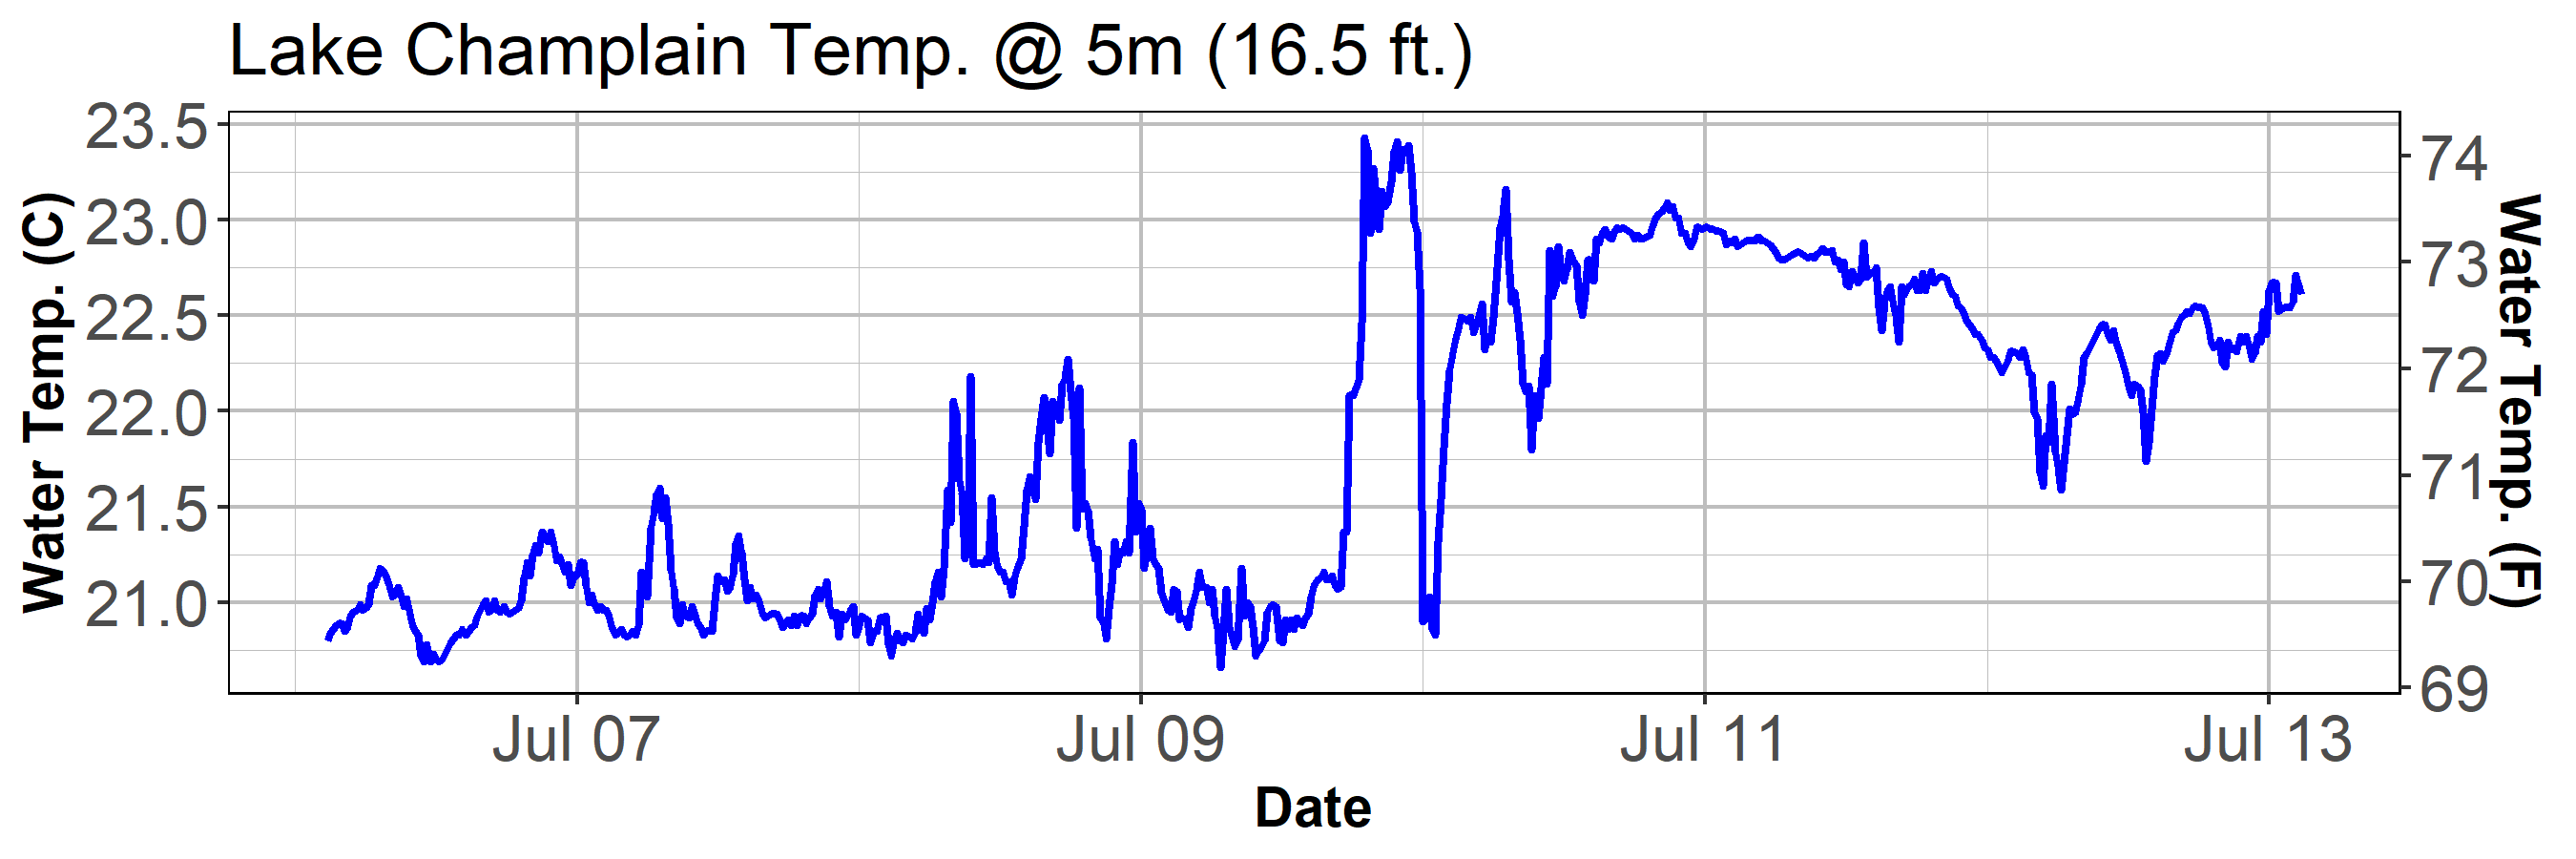 Lake Champlain Temp. @ 5m (16.5 ft.)
Water Temp. (C)
23.5
23.0
22.5
22.0
21.5
21.0
74
73
72
71
70
69
Water Temp. (F)
Jul 07
Jul 09
Jul 11
Jul 13
Date